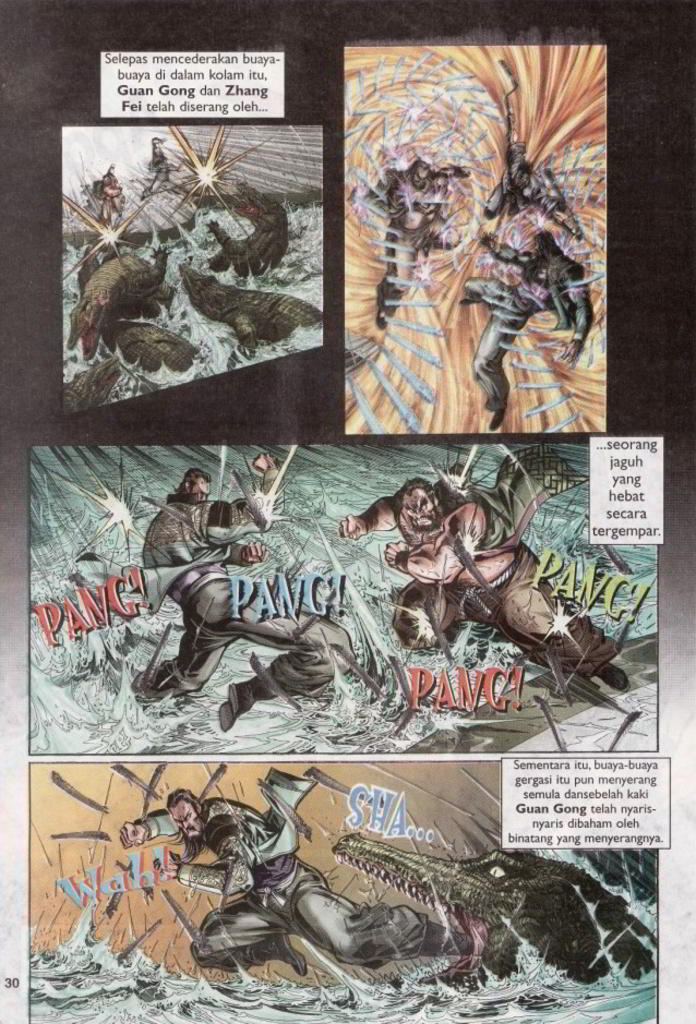 Selepas mencederakan buaya-
buaya di dalam kolam itu,
Guan Gong dan Zhang
Fei telah diserang oleh...
...seorang
jaguh
yang
hebat
secara
tergempar.
PANG!
PANG!
PANG!
PANG!
Sementara itu, buaya-buaya
gergasi itu pun menyerang
semula dansebelah kaki
Guan Gong telah nyaris-
nyaris dibaham oleh
binatang yang menyerangnya.
SHA...
Wah!
30